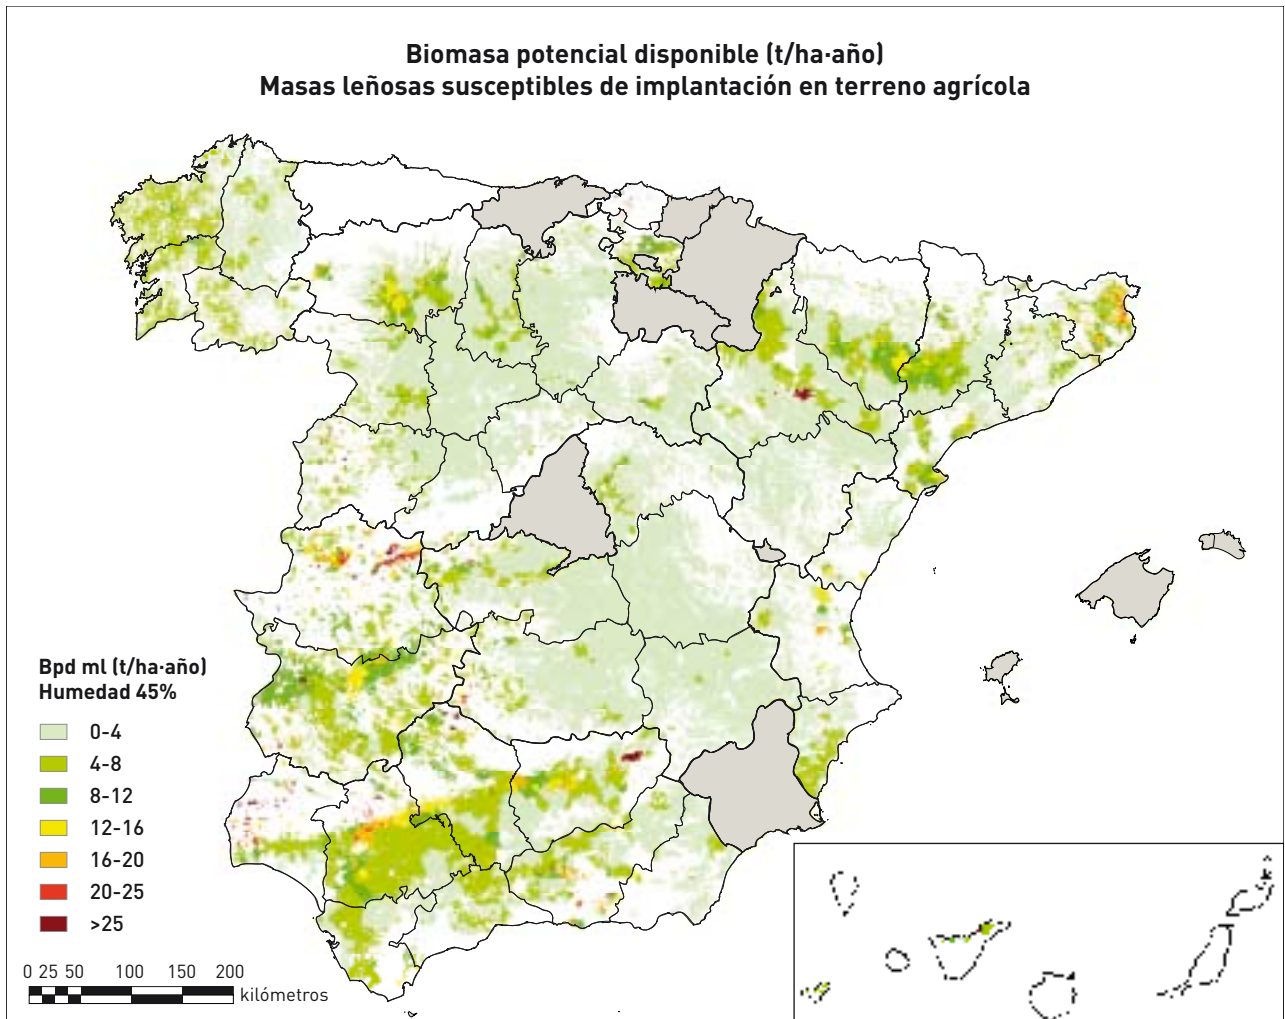 Biomasa potencial disponible (t/ha·año)
Masas leñosas susceptibles de implantación en terreno agrícola
Bpd ml (t/ha·año)
Humedad 45%
0-4
4-8
8-12
12-16
16-20
20-25
>25
0 25 50 100 150 200
kilómetros